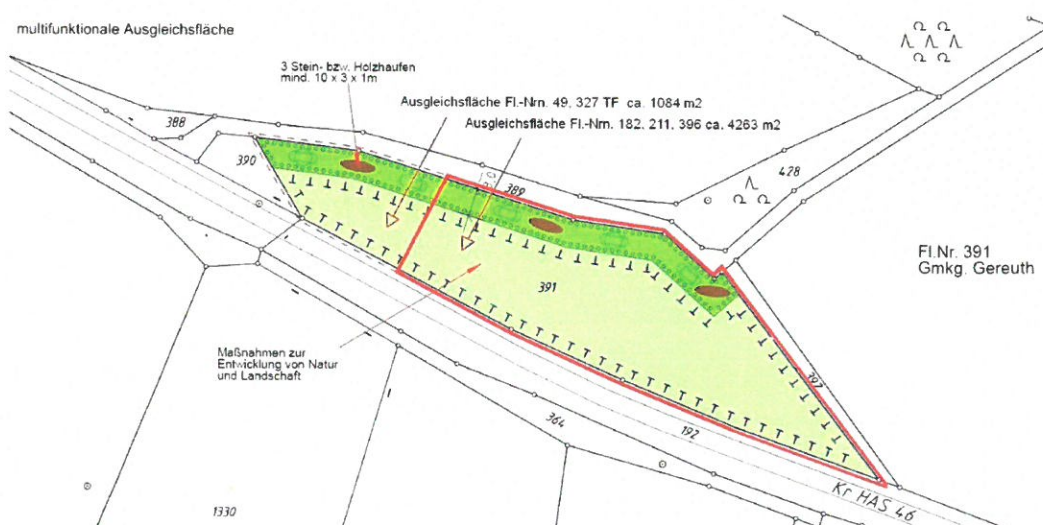 multifunktionale Ausgleichsfläche
3 Stein- bzw. Holzhaufen
mind. 10 x 3 x 1m
Ausgleichsfläche Fl.-Nrn. 49, 327 TF ca. 1084 m2
Ausgleichsfläche Fl.-Nrn. 182, 211, 396 ca. 4263 m2
388
390
389
428
Fl.Nr. 391
Gmkg. Gereuth
391
Maßnahmen zur
Entwicklung von Natur
und Landschaft
397
364
192
Kr HAS 46
1330